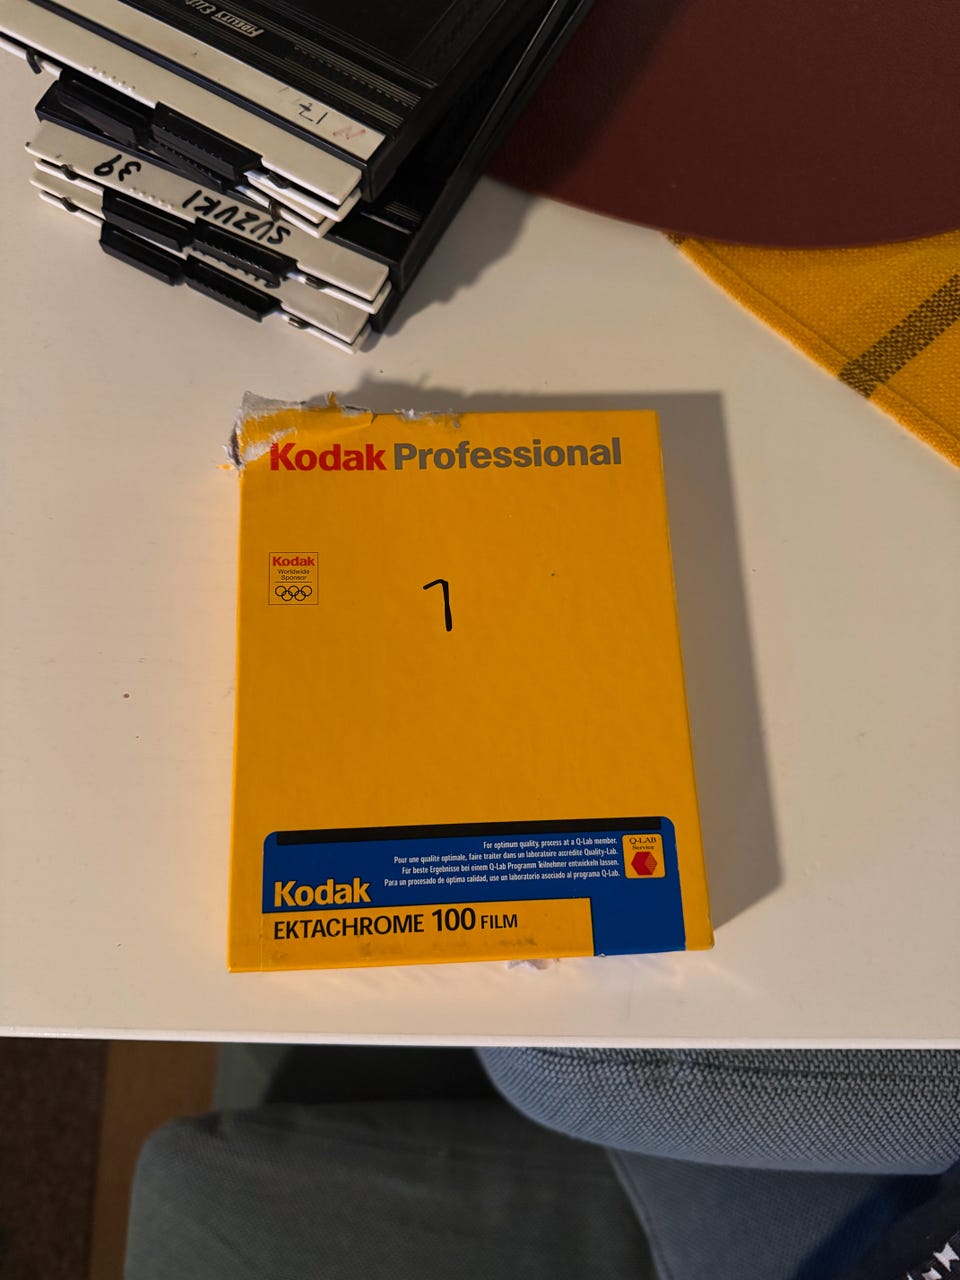 FIDELITY ELITE
17
39
SUZUKI
Kodak Professional
Kodak
Worldwide
Sponsor
1
For optimum quality, process at a Q-Lab member.
Pour une qualité optimale, faire traiter dans un laboratoire accrédité Quality-Lab.
Für beste Ergebnisse bei einem Q-Lab Programm Teilnehmer entwickeln lassen.
Para un procesado de óptima calidad, use un laboratorio asociado al programa Q-Lab.
Q-LAB
Service
Kodak
EKTACHROME 100 FILM